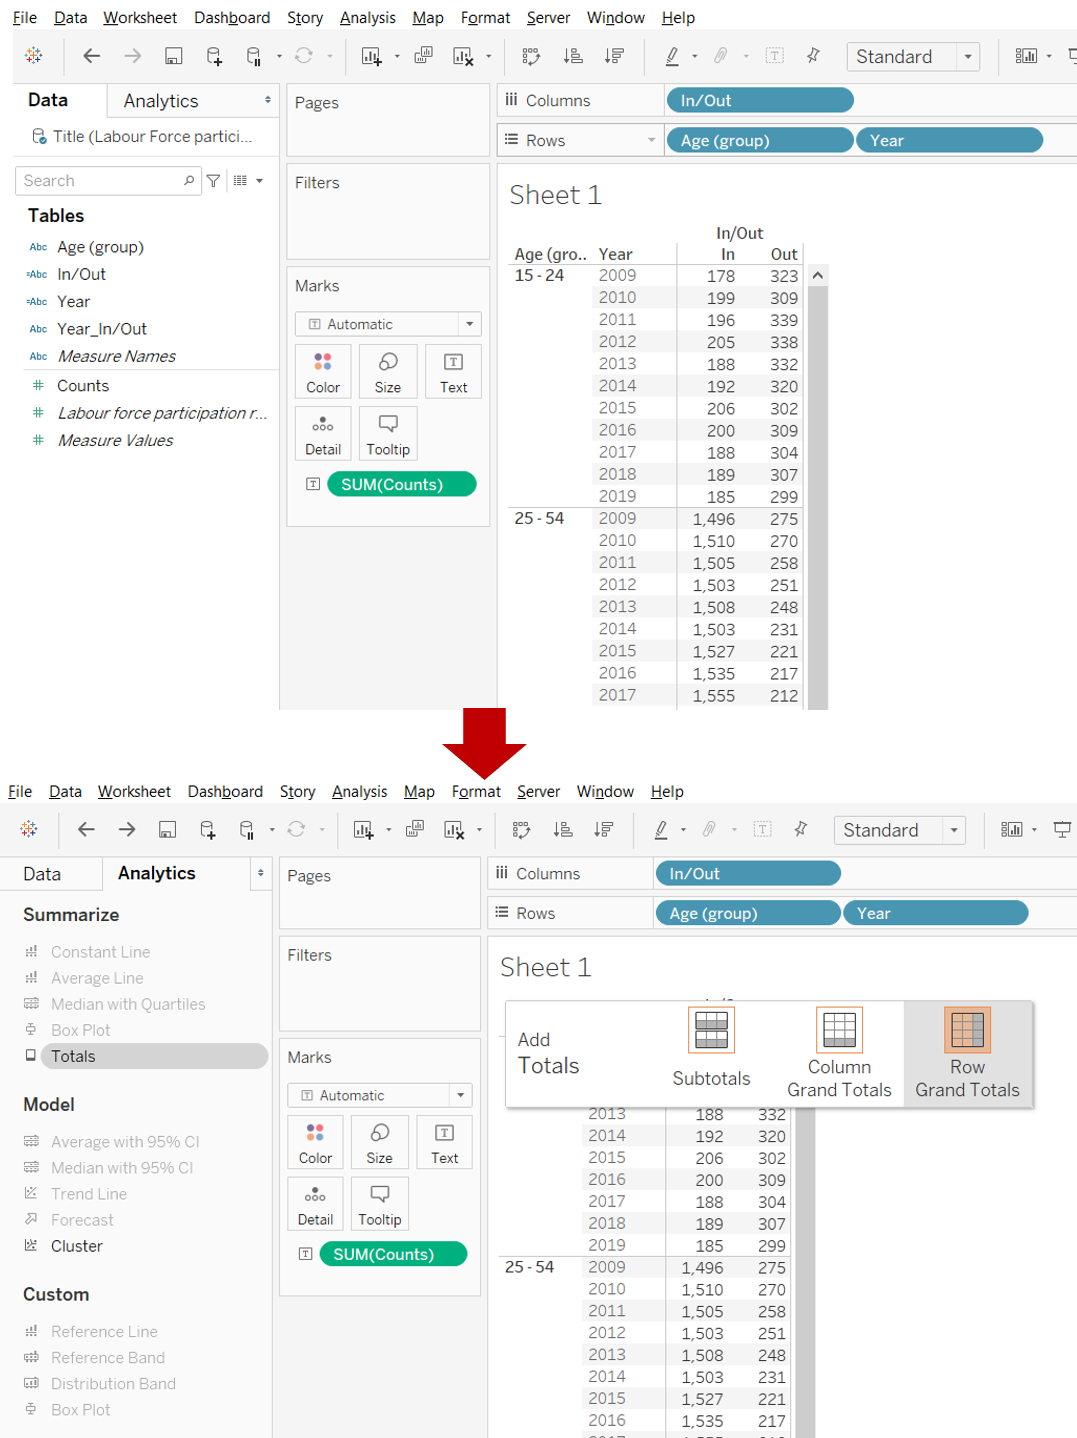 File Data Worksheet Dashboard Story Analysis Map Format Server Window Help
Standard
Data Analytics
Title (Labour Force partici...
Search
Tables
Abc Age (group)
=Abc In/Out
=Abc Year
Abc Year_In/Out
Abc Measure Names
# Counts
# Labour force participation r...
# Measure Values
Pages
Filters
Marks
T Automatic
Color Size Text
Detail Tooltip
T SUM(Counts)
Columns In/Out
Rows Age (group) Year
Sheet 1
In/Out
Age (gro.. Year In Out
15 - 24 2009 178 323
2010 199 309
2011 196 339
2012 205 338
2013 188 332
2014 192 320
2015 206 302
2016 200 309
2017 188 304
2018 189 307
2019 185 299
25 - 54 2009 1,496 275
2010 1,510 270
2011 1,505 258
2012 1,503 251
2013 1,508 248
2014 1,503 231
2015 1,527 221
2016 1,535 217
2017 1,555 212
File Data Worksheet Dashboard Story Analysis Map Format Server Window Help
Standard
Data Analytics
Summarize
Constant Line
Average Line
Median with Quartiles
Box Plot
Totals
Model
Average with 95% CI
Median with 95% CI
Trend Line
Forecast
Cluster
Custom
Reference Line
Reference Band
Distribution Band
Box Plot
Pages
Filters
Marks
T Automatic
Color Size Text
Detail Tooltip
T SUM(Counts)
Columns In/Out
Rows Age (group) Year
Sheet 1
Add
Totals
Subtotals
Column
Grand Totals
Row
Grand Totals
2013 188 332
2014 192 320
2015 206 302
2016 200 309
2017 188 304
2018 189 307
2019 185 299
25 - 54 2009 1,496 275
2010 1,510 270
2011 1,505 258
2012 1,503 251
2013 1,508 248
2014 1,503 231
2015 1,527 221
2016 1,535 217